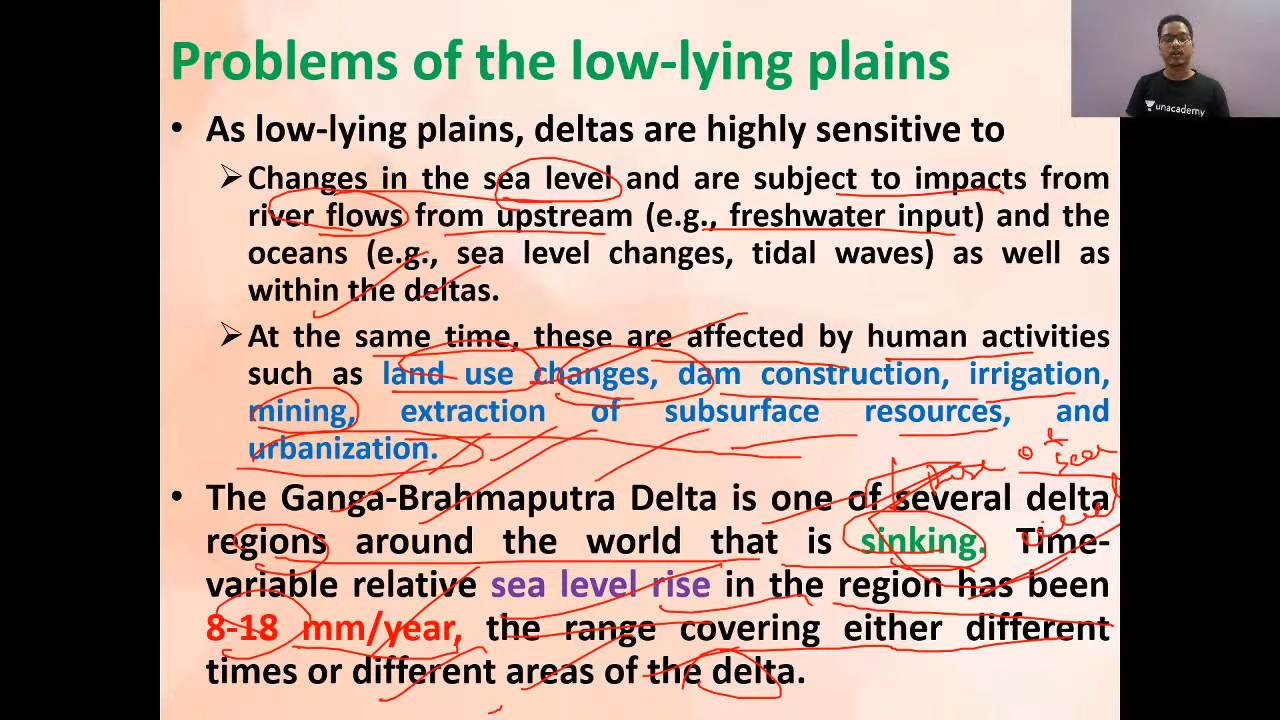 Problems of the low-lying plains
unacademy
• As low-lying plains, deltas are highly sensitive to
➢ Changes in the sea level and are subject to impacts from
river flows from upstream (e.g., freshwater input) and the
oceans (e.g., sea level changes, tidal waves) as well as
within the deltas.
➢ At the same time, these are affected by human activities
such as land use changes, dam construction, irrigation,
mining, extraction of subsurface resources, and
urbanization.
of sea
• The Ganga-Brahmaputra Delta is one of several delta
regions around the world that is sinking. Time-
variable relative sea level rise in the region has been
8-18 mm/year, the range covering either different
times or different areas of the delta.